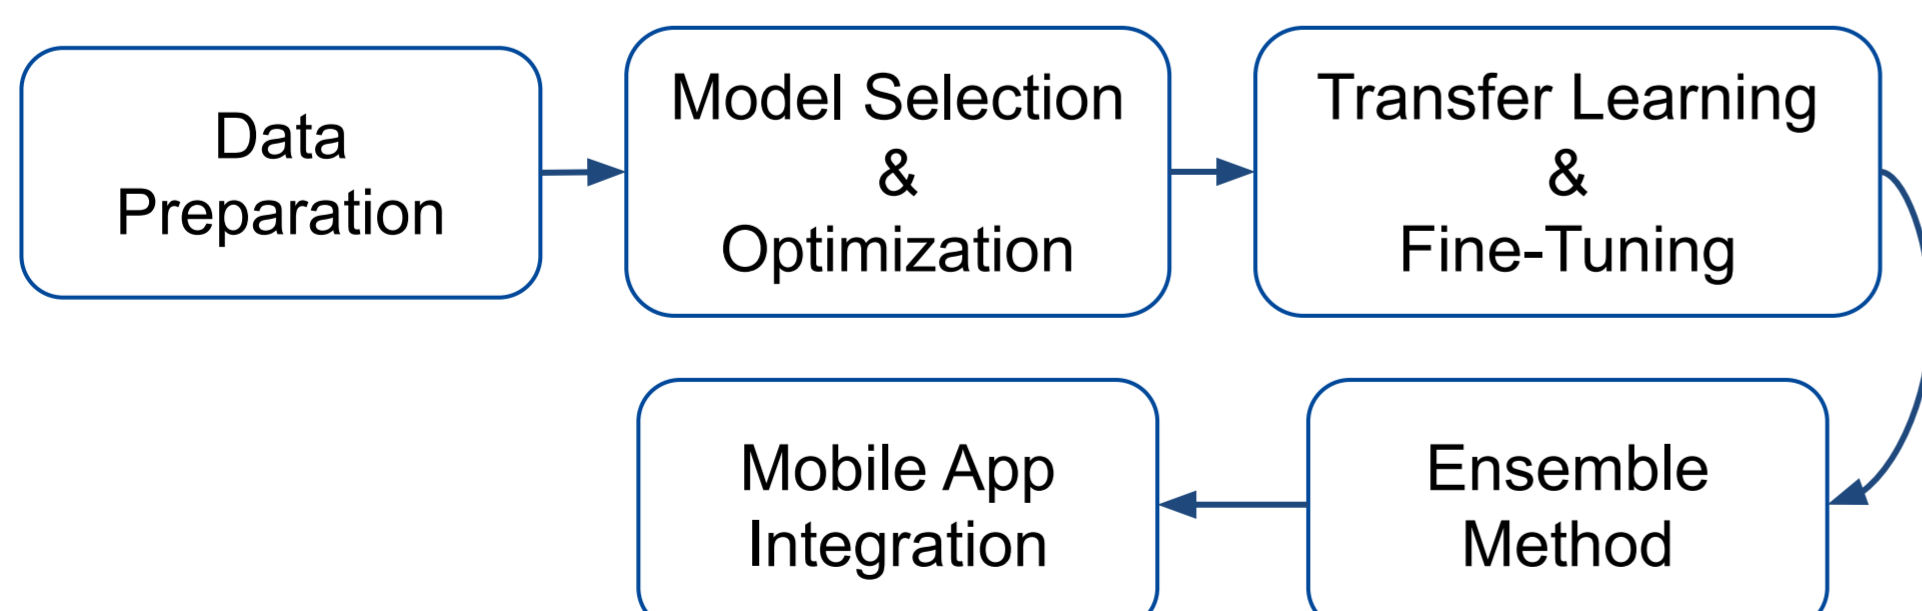 Data
Preparation
Model Selection
&
Optimization
Transfer Learning
&
Fine-Tuning
Ensemble
Method
Mobile App
Integration